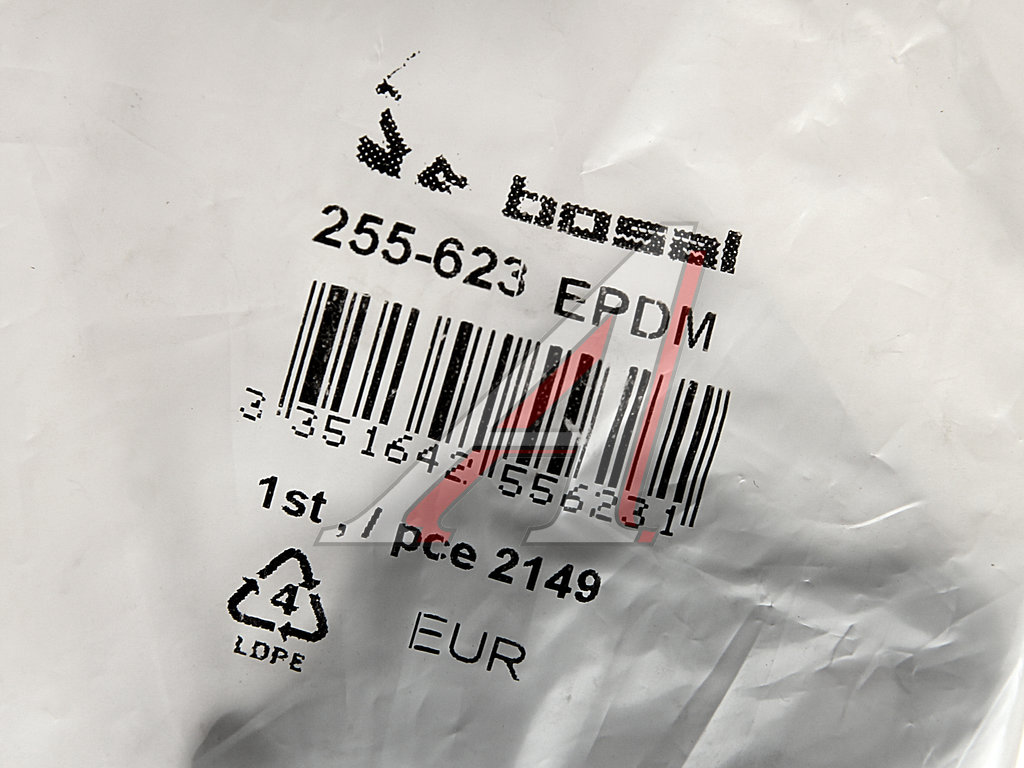 bosal
255-623 EPDM
3 351642 556231
1st , / pce 2149
4
LDPE
EUR